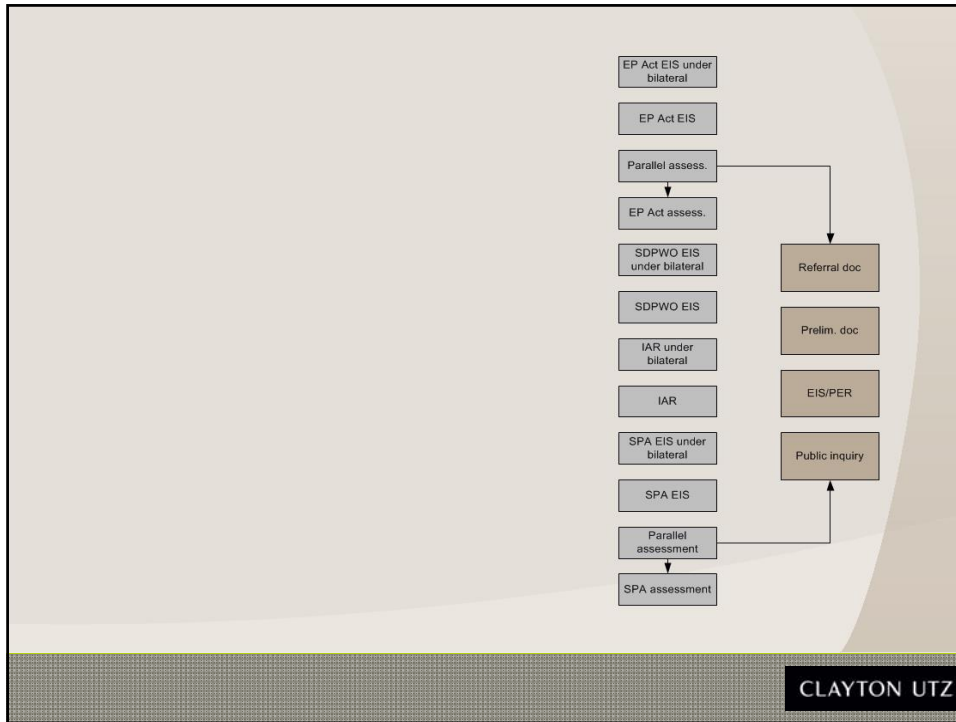 EP Act EIS under
bilateral
EP Act EIS
Parallel assess.
EP Act assess.
SDPWO EIS
under bilateral
SDPWO EIS
IAR under
bilateral
IAR
SPA EIS under
bilateral
SPA EIS
Parallel
assessment
SPA assessment
Referral doc
Prelim. doc
EIS/PER
Public inquiry
CLAYTON UTZ